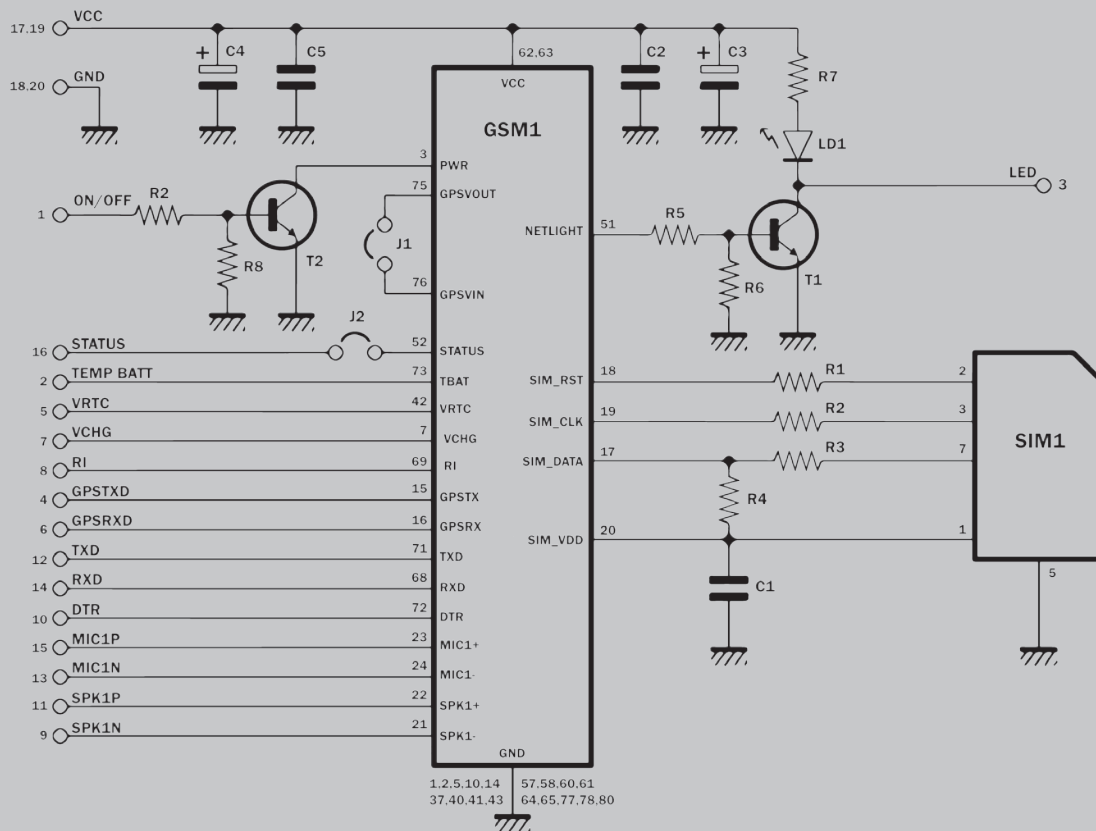 17.19 VCC
18.20 GND
+ C4
C5
62.63
C2
+ C3
R7
VCC
GSM1
LD1
LED 3
3 PWR
75 GPSVOUT
1 ON/OFF R2
R8
T2
J1
76 GPSVIN
NETLIGHT 51 R5
R6
T1
J2
16 STATUS 52 STATUS
2 TEMP BATT 73 TBAT
5 VRTC 42 VRTC
7 VCHG 7 VCHG
8 RI 69 RI
4 GPSTXD 15 GPSTX
6 GPSRXD 16 GPSRX
12 TXD 71 TXD
14 RXD 68 RXD
10 DTR 72 DTR
15 MIC1P 23 MIC1+
13 MIC1N 24 MIC1-
11 SPK1P 22 SPK1+
9 SPK1N 21 SPK1-
SIM_RST 18 R1 2
SIM_CLK 19 R2 3
SIM_DATA 17 R3 7
R4
SIM_VDD 20 1
C1
SIM1
5
GND
1.2.5.10.14 57.58.60.61
37.40.41.43 64.65.77.78.80